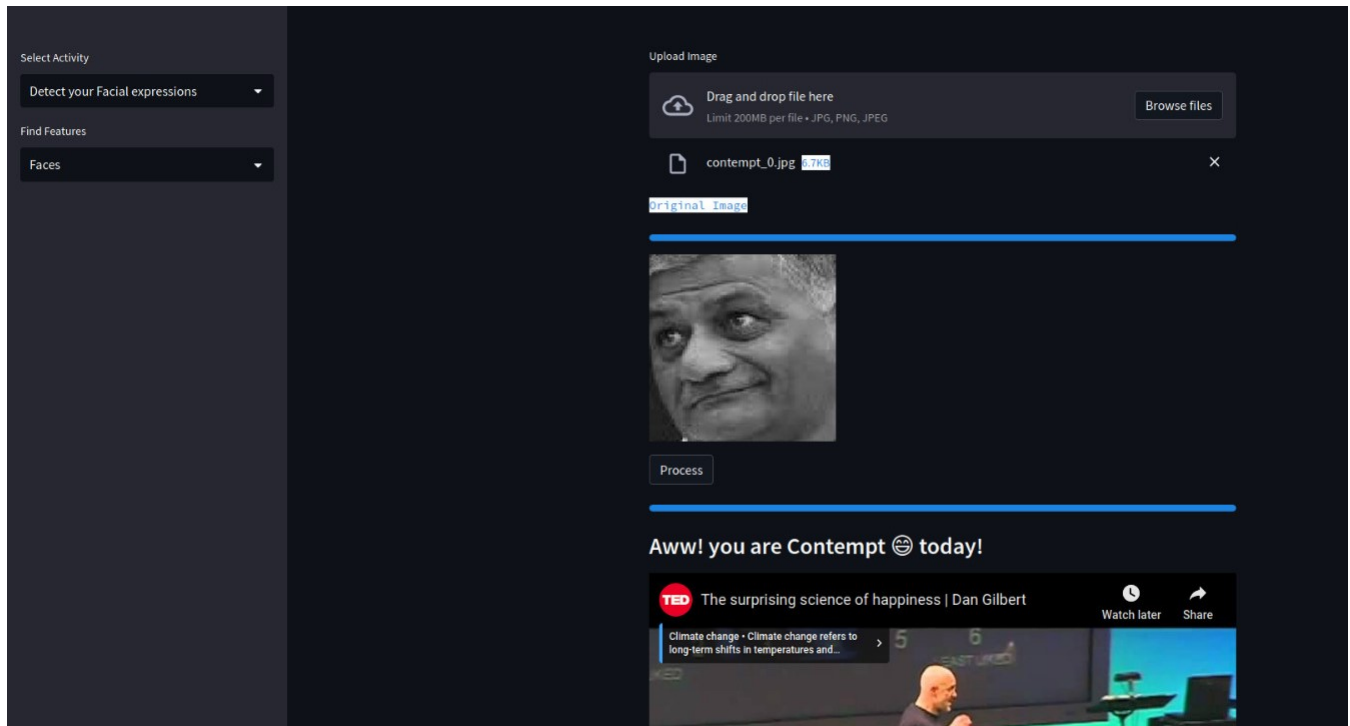 Select Activity
Detect your Facial expressions
Find Features
Faces
Upload Image
Drag and drop file here
Limit 200MB per file • JPG, PNG, JPEG
Browse files
contempt_0.jpg 6.7KB
Original Image
Process
Aww! you are Contempt 😄 today!
TED The surprising science of happiness | Dan Gilbert
Watch later Share
Climate change • Climate change refers to
long-term shifts in temperatures and...
5 6